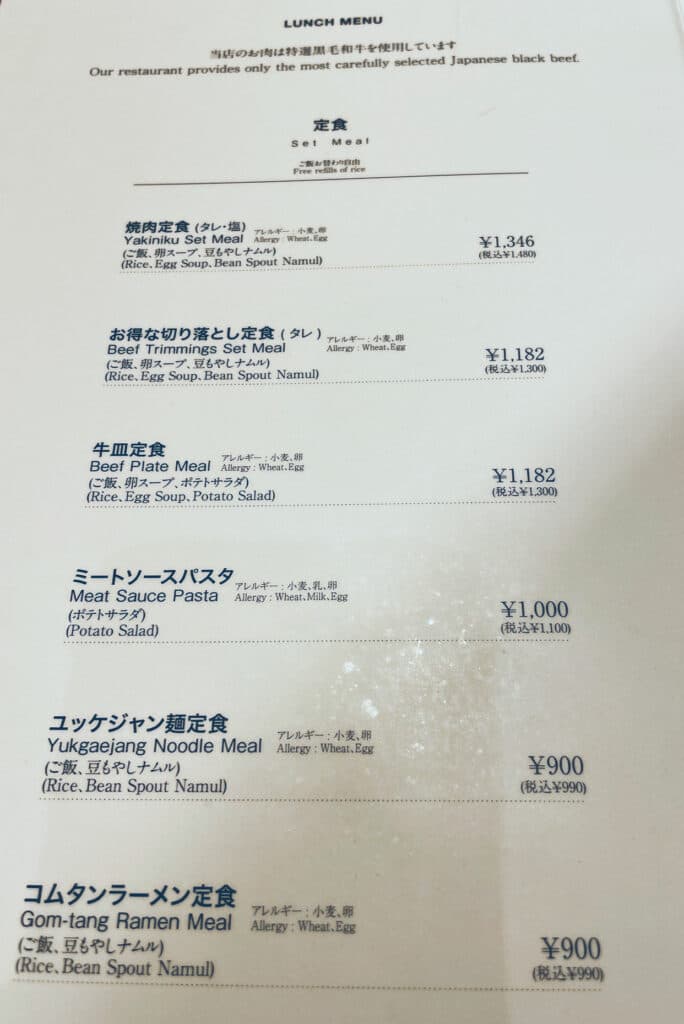 LUNCH MENU
当店のお肉は特選黒毛和牛を使用しています
Our restaurant provides only the most carefully selected Japanese black beef.
定食
Set Meal
ご飯お替わり自由
Free refills of rice
焼肉定食 (タレ・塩) アレルギー：小麦、卵
Yakiniku Set Meal Allergy : Wheat、Egg
¥1,346
(ご飯、卵スープ、豆もやしナムル)
(税込¥1,480)
(Rice、Egg Soup、Bean Spout Namul)
お得な切り落とし定食 (タレ) アレルギー：小麦、卵
Beef Trimmings Set Meal Allergy : Wheat、Egg
¥1,182
(ご飯、卵スープ、豆もやしナムル)
(税込¥1,300)
(Rice、Egg Soup、Bean Spout Namul)
牛皿定食 アレルギー：小麦、卵
Beef Plate Meal Allergy : Wheat、Egg
¥1,182
(ご飯、卵スープ、ポテトサラダ)
(税込¥1,300)
(Rice、Egg Soup、Potato Salad)
ミートソースパスタ アレルギー：小麦、乳、卵
Meat Sauce Pasta Allergy : Wheat、Milk、Egg
¥1,000
(ポテトサラダ)
(税込¥1,100)
(Potato Salad)
ユッケジャン麺定食 アレルギー：小麦、卵
Yukgaejang Noodle Meal Allergy : Wheat、Egg
¥900
(ご飯、豆もやしナムル)
(税込¥990)
(Rice、Bean Spout Namul)
コムタンラーメン定食 アレルギー：小麦、卵
Gom-tang Ramen Meal Allergy : Wheat、Egg
¥900
(ご飯、豆もやしナムル)
(税込¥990)
(Rice、Bean Spout Namul)